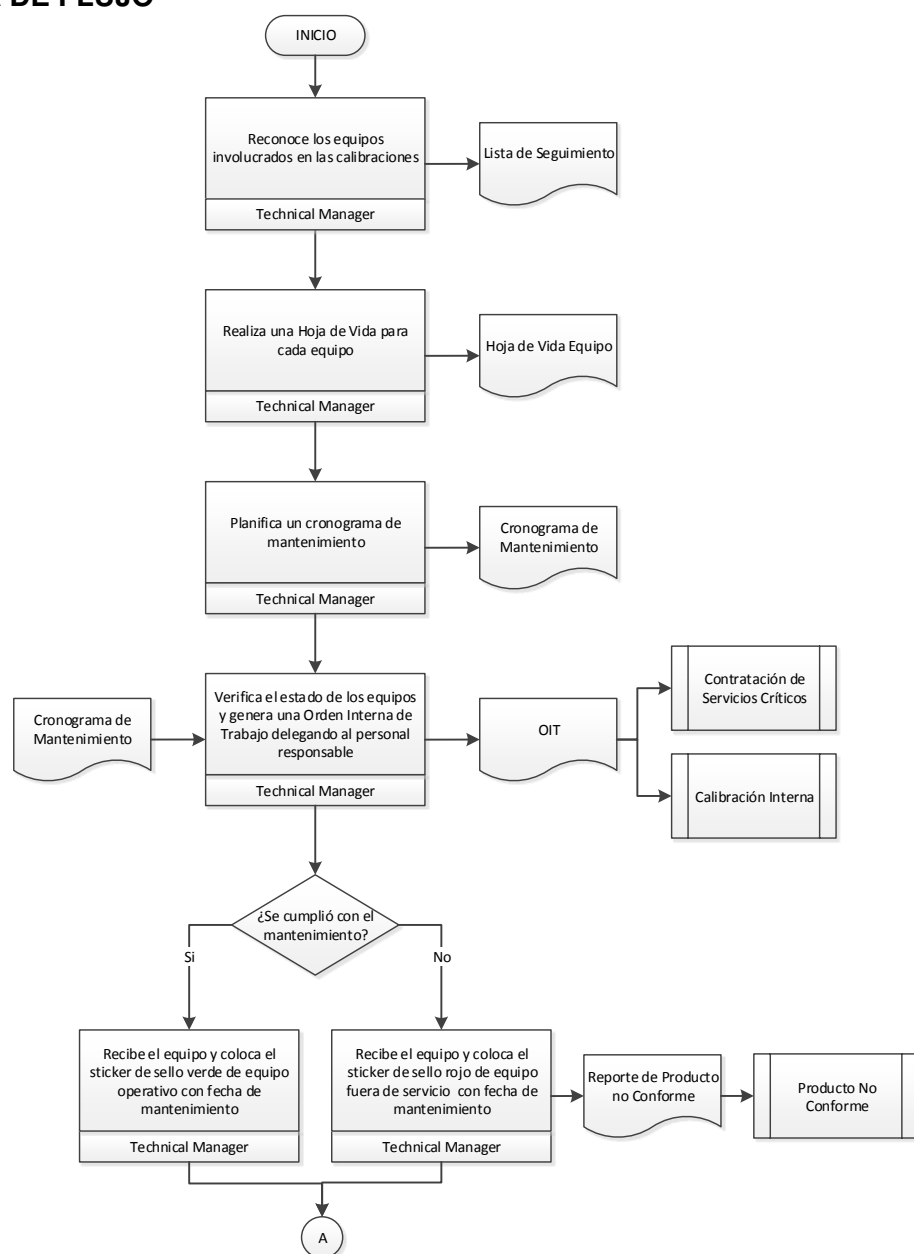 INICIO
Reconoce los equipos
involucrados en las calibraciones
Technical Manager
Lista de Seguimiento
Realiza una Hoja de Vida para
cada equipo
Technical Manager
Hoja de Vida Equipo
Planifica un cronograma de
mantenimiento
Technical Manager
Cronograma de
Mantenimiento
Cronograma de
Mantenimiento
Verifica el estado de los equipos
y genera una Orden Interna de
Trabajo delegando al personal
responsable
Technical Manager
OIT
Contratación de
Servicios Críticos
Calibración Interna
¿Se cumplió con el
mantenimiento?
Si
No
Recibe el equipo y coloca el
sticker de sello verde de equipo
operativo con fecha de
mantenimiento
Technical Manager
Recibe el equipo y coloca el
sticker de sello rojo de equipo
fuera de servicio con fecha de
mantenimiento
Technical Manager
Reporte de Producto
no Conforme
Producto No
Conforme
A